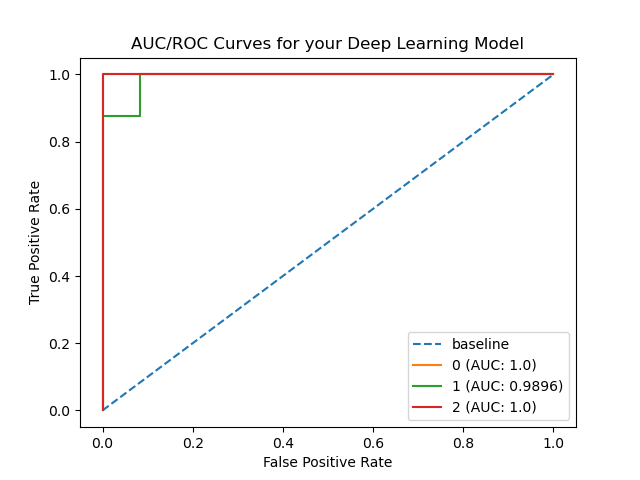 AUC/ROC Curves for your Deep Learning Model
True Positive Rate
1.0
0.8
0.6
0.4
0.2
0.0
baseline
0 (AUC: 1.0)
1 (AUC: 0.9896)
2 (AUC: 1.0)
0.0 0.2 0.4 0.6 0.8 1.0
False Positive Rate